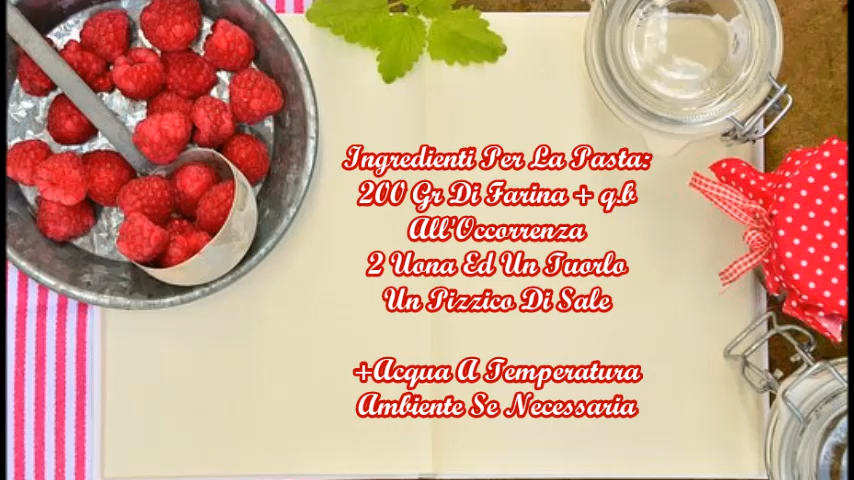 Ingredienti Per La Pasta:
200 Gr Di Farina + q.b
All'Occorrenza
2 Uona Ed Un Tuorlo
Un Pizzico Di Sale
+Acqua A Temperatura
Ambiente Se Necessaria